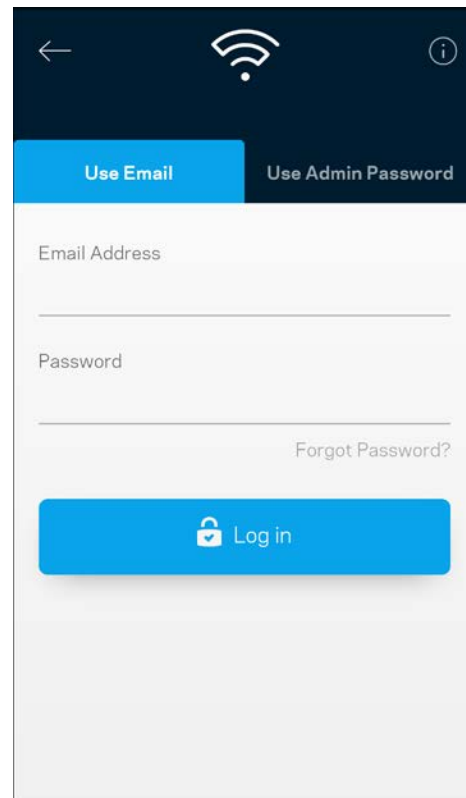 Use Email
Use Admin Password
Email Address
Password
Forgot Password?
Log in